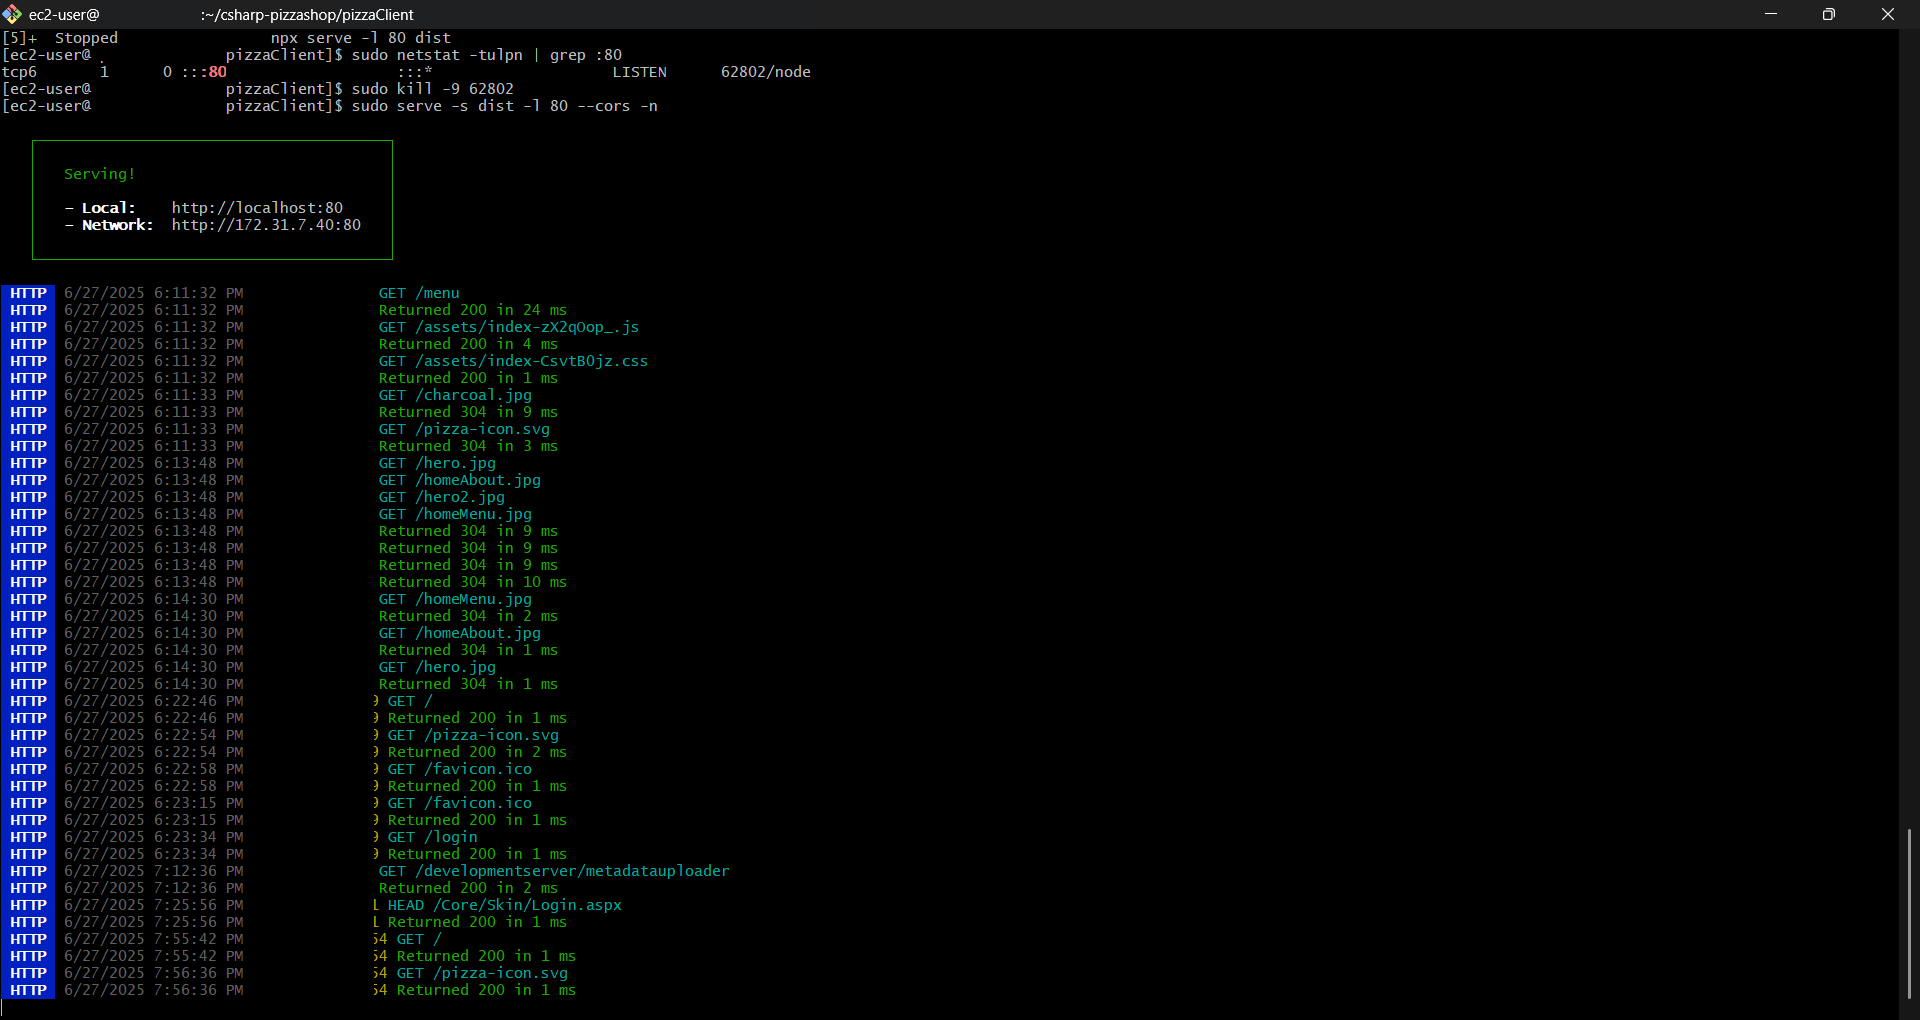 ec2-user@ :~/csharp-pizzashop/pizzaClient
[5]+ Stopped npx serve -l 80 dist
[ec2-user@ pizzaClient]$ sudo netstat -tulpn | grep :80
tcp6 1 0 :::80 :::* LISTEN 62802/node
[ec2-user@ pizzaClient]$ sudo kill -9 62802
[ec2-user@ pizzaClient]$ sudo serve -s dist -l 80 --cors -n
Serving!
- Local: http://localhost:80
- Network: http://172.31.7.40:80
HTTP 6/27/2025 6:11:32 PM GET /menu
HTTP 6/27/2025 6:11:32 PM Returned 200 in 24 ms
HTTP 6/27/2025 6:11:32 PM GET /assets/index-zX2qOop_.js
HTTP 6/27/2025 6:11:32 PM Returned 200 in 4 ms
HTTP 6/27/2025 6:11:32 PM GET /assets/index-CsvtB0jz.css
HTTP 6/27/2025 6:11:32 PM Returned 200 in 1 ms
HTTP 6/27/2025 6:11:33 PM GET /charcoal.jpg
HTTP 6/27/2025 6:11:33 PM Returned 304 in 9 ms
HTTP 6/27/2025 6:11:33 PM GET /pizza-icon.svg
HTTP 6/27/2025 6:11:33 PM Returned 304 in 3 ms
HTTP 6/27/2025 6:13:48 PM GET /hero.jpg
HTTP 6/27/2025 6:13:48 PM GET /homeAbout.jpg
HTTP 6/27/2025 6:13:48 PM GET /hero2.jpg
HTTP 6/27/2025 6:13:48 PM GET /homeMenu.jpg
HTTP 6/27/2025 6:13:48 PM Returned 304 in 9 ms
HTTP 6/27/2025 6:13:48 PM Returned 304 in 9 ms
HTTP 6/27/2025 6:13:48 PM Returned 304 in 9 ms
HTTP 6/27/2025 6:13:48 PM Returned 304 in 10 ms
HTTP 6/27/2025 6:14:30 PM GET /homeMenu.jpg
HTTP 6/27/2025 6:14:30 PM Returned 304 in 2 ms
HTTP 6/27/2025 6:14:30 PM GET /homeAbout.jpg
HTTP 6/27/2025 6:14:30 PM Returned 304 in 1 ms
HTTP 6/27/2025 6:14:30 PM GET /hero.jpg
HTTP 6/27/2025 6:14:30 PM Returned 304 in 1 ms
HTTP 6/27/2025 6:22:46 PM 9 GET /
HTTP 6/27/2025 6:22:46 PM 9 Returned 200 in 1 ms
HTTP 6/27/2025 6:22:54 PM 9 GET /pizza-icon.svg
HTTP 6/27/2025 6:22:54 PM 9 Returned 200 in 2 ms
HTTP 6/27/2025 6:22:58 PM 9 GET /favicon.ico
HTTP 6/27/2025 6:22:58 PM 9 Returned 200 in 1 ms
HTTP 6/27/2025 6:23:15 PM 9 GET /favicon.ico
HTTP 6/27/2025 6:23:15 PM 9 Returned 200 in 1 ms
HTTP 6/27/2025 6:23:34 PM 9 GET /login
HTTP 6/27/2025 6:23:34 PM 9 Returned 200 in 1 ms
HTTP 6/27/2025 7:12:36 PM GET /developmentserver/metadatauploader
HTTP 6/27/2025 7:12:36 PM Returned 200 in 2 ms
HTTP 6/27/2025 7:25:56 PM 1 HEAD /Core/Skin/Login.aspx
HTTP 6/27/2025 7:25:56 PM 1 Returned 200 in 1 ms
HTTP 6/27/2025 7:55:42 PM 54 GET /
HTTP 6/27/2025 7:55:42 PM 54 Returned 200 in 1 ms
HTTP 6/27/2025 7:56:36 PM 54 GET /pizza-icon.svg
HTTP 6/27/2025 7:56:36 PM 54 Returned 200 in 1 ms